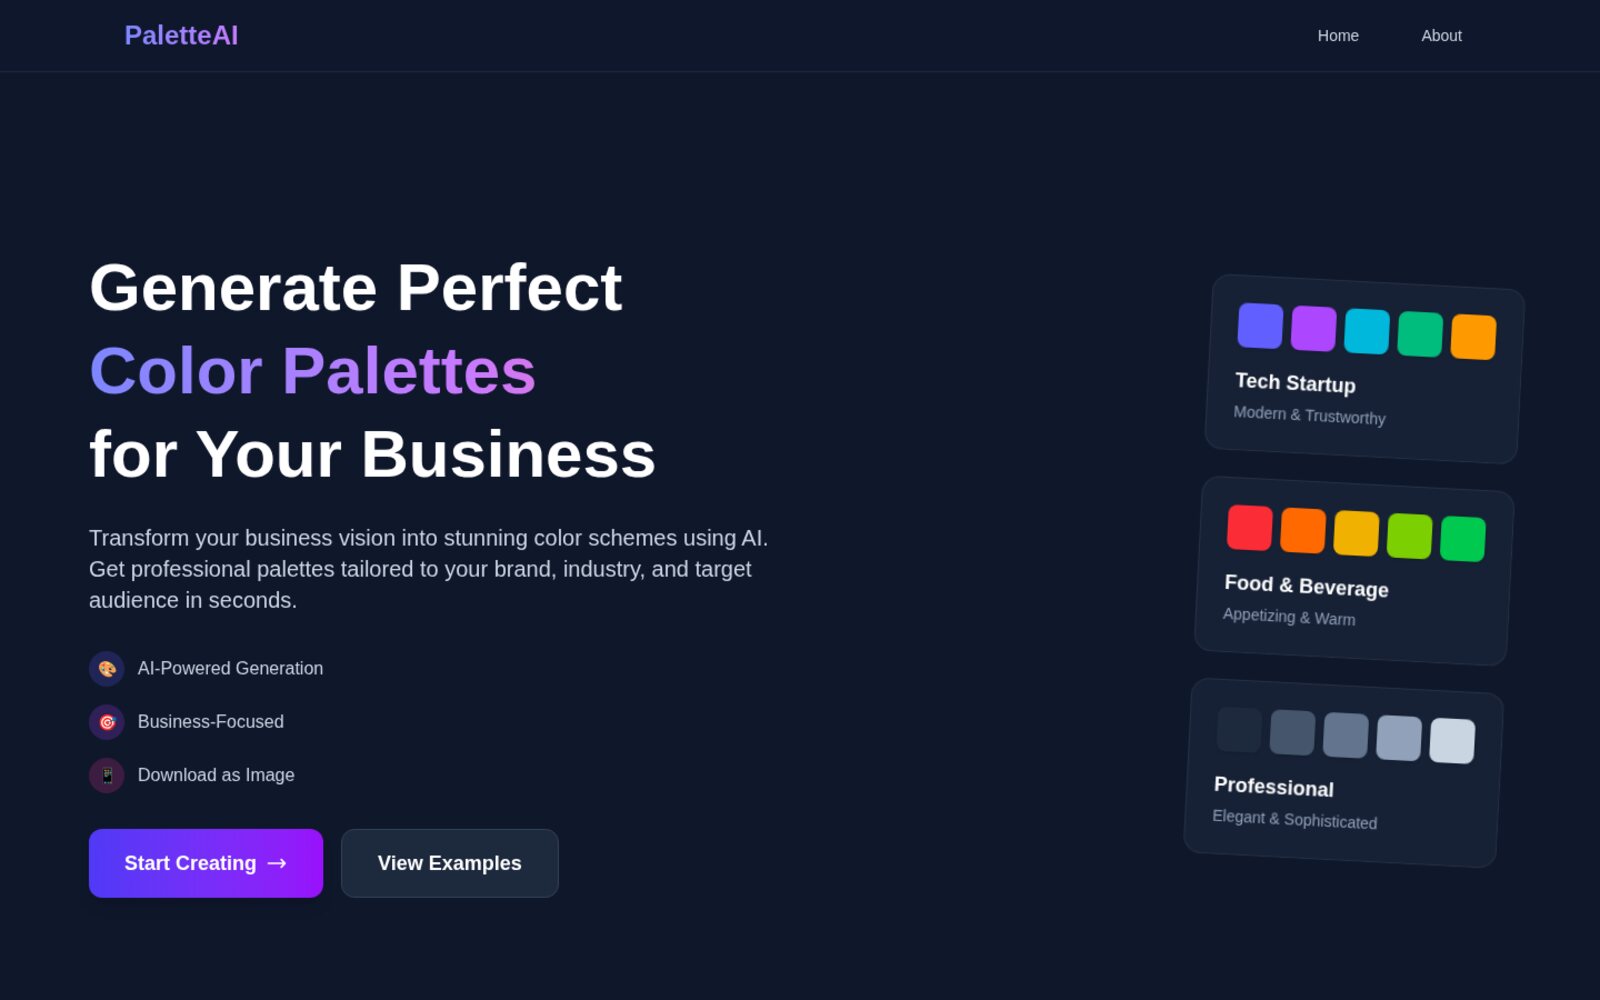 PaletteAI
Home
About
Generate Perfect
Color Palettes
for Your Business
Transform your business vision into stunning color schemes using AI.
Get professional palettes tailored to your brand, industry, and target
audience in seconds.
AI-Powered Generation
Business-Focused
Download as Image
Start Creating →
View Examples
Tech Startup
Modern & Trustworthy
Food & Beverage
Appetizing & Warm
Professional
Elegant & Sophisticated